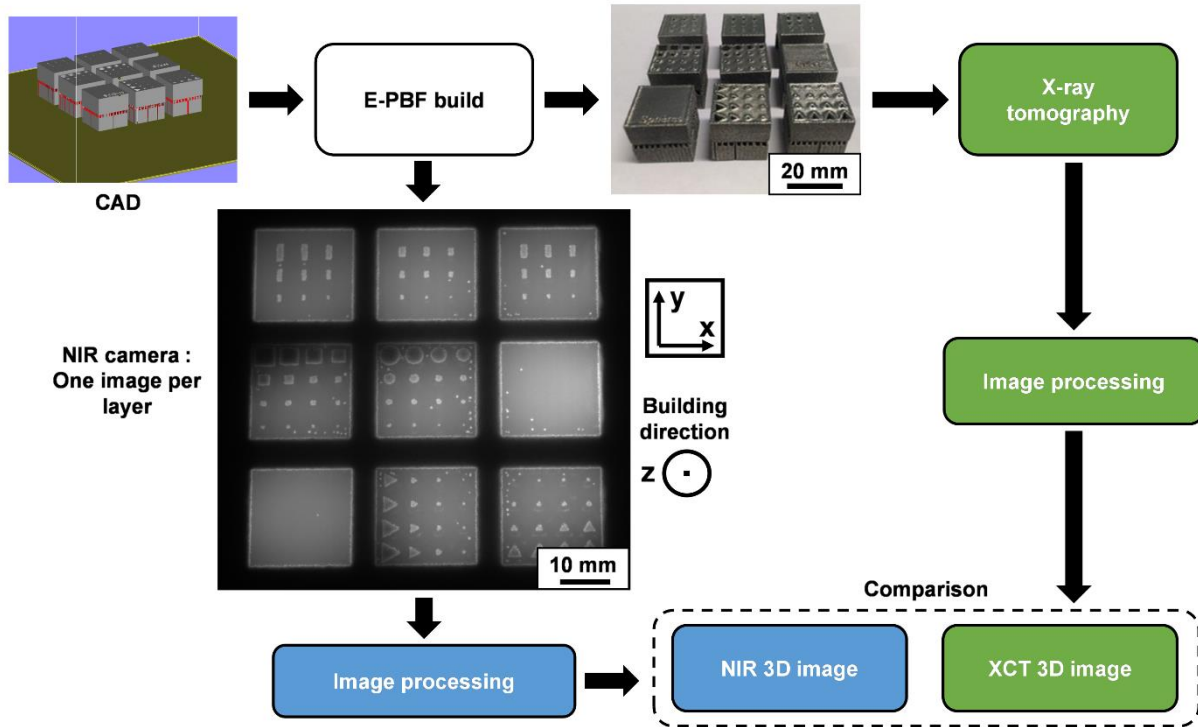 E-PBF build
X-ray
tomography
CAD
20 mm
NIR camera :
One image per
layer
y
x
Building
direction
z
10 mm
Image processing
Comparison
Image processing
NIR 3D image
XCT 3D image